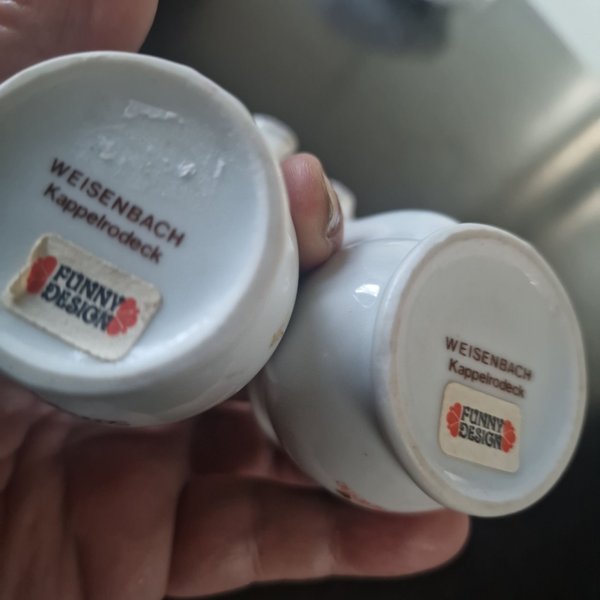 WEISENBACH
Kappelrodeck
FUNNY
DESIGN
WEISENBACH
Kappelrodeck
FUNNY
DESIGN